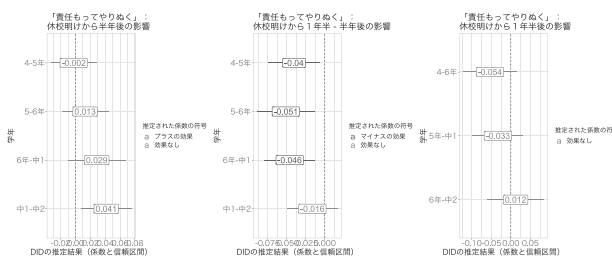 「責任もってやりぬく」：
休校明けから半年後の影響
学年
4-5年
-0.002
5-6年
0.013
6年-中1
0.029
中1-中2
0.041
DIDの推定結果（係数と信頼区間）
推定された係数の符号
a プラスの効果
a 効果なし
「責任もってやりぬく」：
休校明けから１年半 - 半年後の影響
学年
4-5年
-0.04
5-6年
-0.051
6年-中1
-0.046
中1-中2
-0.016
DIDの推定結果（係数と信頼区間）
推定された係数の符号
a マイナスの効果
a 効果なし
「責任もってやりぬく」：
休校明けから１年半後の影響
学年
4-6年
-0.054
5年-中1
-0.033
6年-中2
0.012
-0.10 -0.05 0.00 0.05
DIDの推定結果（係数と信頼区間）
推定された係数の符
a 効果なし